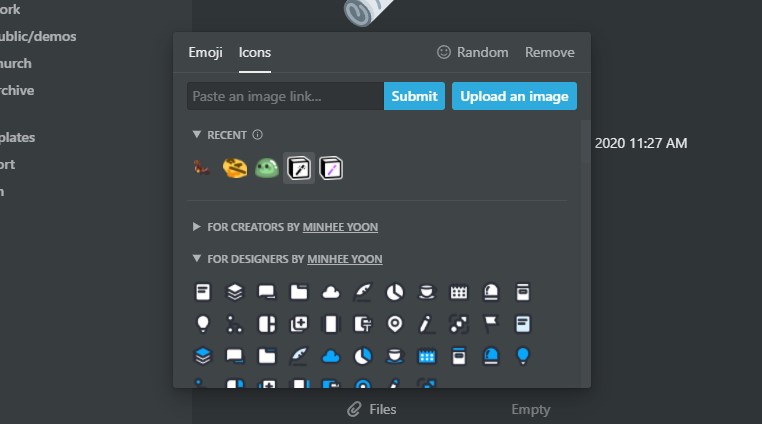 ork
ublic/demos
hurch
rchive
plates
ort
n
Emoji Icons Random Remove
Paste an image link... Submit Upload an image
RECENT
2020 11:27 AM
FOR CREATORS BY MINHEE YOON
FOR DESIGNERS BY MINHEE YOON
Files Empty